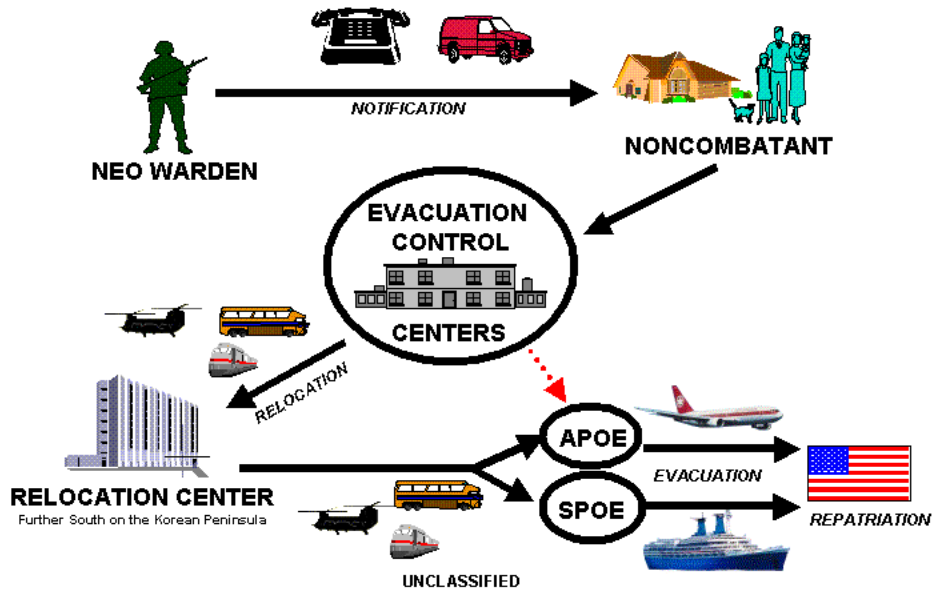 NOTIFICATION
NEO WARDEN
NONCOMBATANT
EVACUATION
CONTROL
CENTERS
RELOCATION
RELOCATION CENTER
Further South on the Korean Peninsula
APOE
EVACUATION
SPOE
REPATRIATION
UNCLASSIFIED